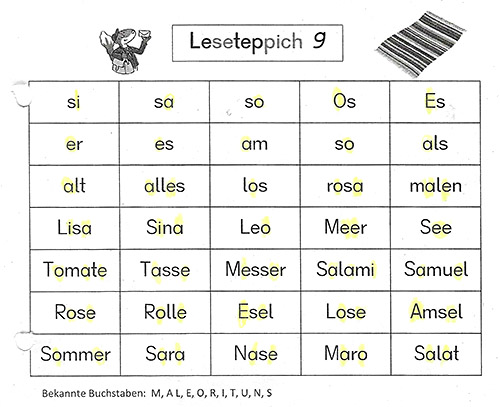 Leseteppich 9
si sa so Os Es
er es am so als
alt alles los rosa malen
Lisa Sina Leo Meer See
Tomate Tasse Messer Salami Samuel
Rose Rolle Esel Lose Amsel
Sommer Sara Nase Maro Salat
Bekannte Buchstaben: M, A L, E, O, R, I, T, U, N, S